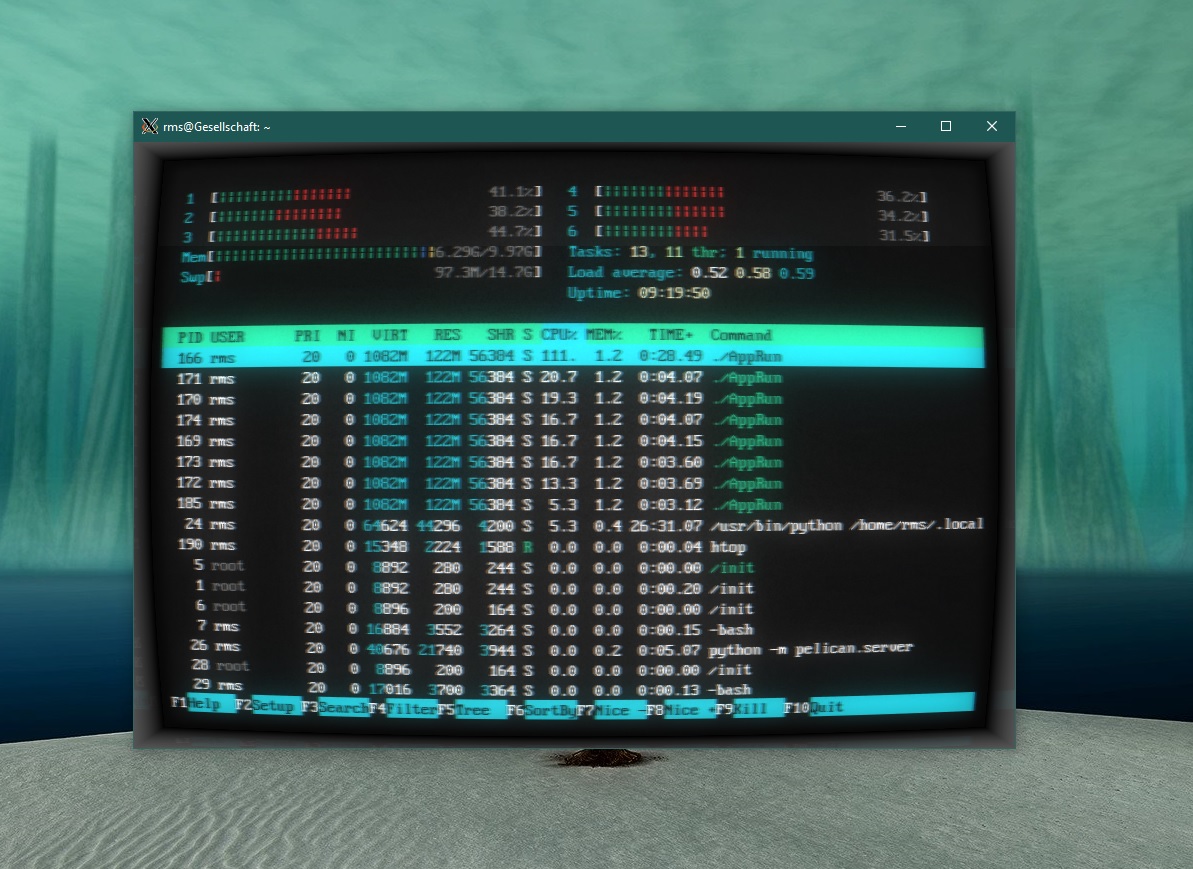 rms@Gesellschaft: ~
1 [ 41.1%] 4 [ 36.2%]
2 [ 38.2%] 5 [ 34.2%]
3 [ 44.7%] 6 [ 31.5%]
Mem[ 6.29G/9.97G] Tasks: 13, 11 thr: 1 running
Swp[ 97.3M/14.7G] Load average: 0.52 0.58 0.59
Uptime: 09:19:50
PID USER PRI NI VIRT RES SHR S CPU% MEM% TIME+ Command
166 rms 20 0 1082M 122M 56384 S 111. 1.2 0:28.49 ./AppRun
171 rms 20 0 1082M 122M 56384 S 20.7 1.2 0:04.07 ./AppRun
170 rms 20 0 1082M 122M 56384 S 19.3 1.2 0:04.19 ./AppRun
174 rms 20 0 1082M 122M 56384 S 16.7 1.2 0:04.07 ./AppRun
169 rms 20 0 1082M 122M 56384 S 16.7 1.2 0:04.15 ./AppRun
173 rms 20 0 1082M 122M 56384 S 16.7 1.2 0:03.60 ./AppRun
172 rms 20 0 1082M 122M 56384 S 13.3 1.2 0:03.69 ./AppRun
185 rms 20 0 1082M 122M 56384 S 5.3 1.2 0:03.12 ./AppRun
24 rms 20 0 64624 44296 4200 S 5.3 0.4 26:31.07 /usr/bin/python /home/rms/.local
190 rms 20 0 15348 2224 1588 R 0.0 0.0 0:00.04 htop
5 root 20 0 8892 280 244 S 0.0 0.0 0:00.00 /init
1 root 20 0 8892 280 244 S 0.0 0.0 0:00.20 /init
6 root 20 0 8896 200 164 S 0.0 0.0 0:00.00 /init
7 rms 20 0 16884 3552 3264 S 0.0 0.0 0:00.15 -bash
26 rms 20 0 40676 21740 3944 S 0.0 0.2 0:05.07 python -m pelican.server
28 root 20 0 8896 200 164 S 0.0 0.0 0:00.00 /init
29 rms 20 0 17016 3700 3364 S 0.0 0.0 0:00.13 -bash
F1Help F2Setup F3SearchF4FilterF5Tree F6SortByF7Nice -F8Nice +F9Kill F10Quit